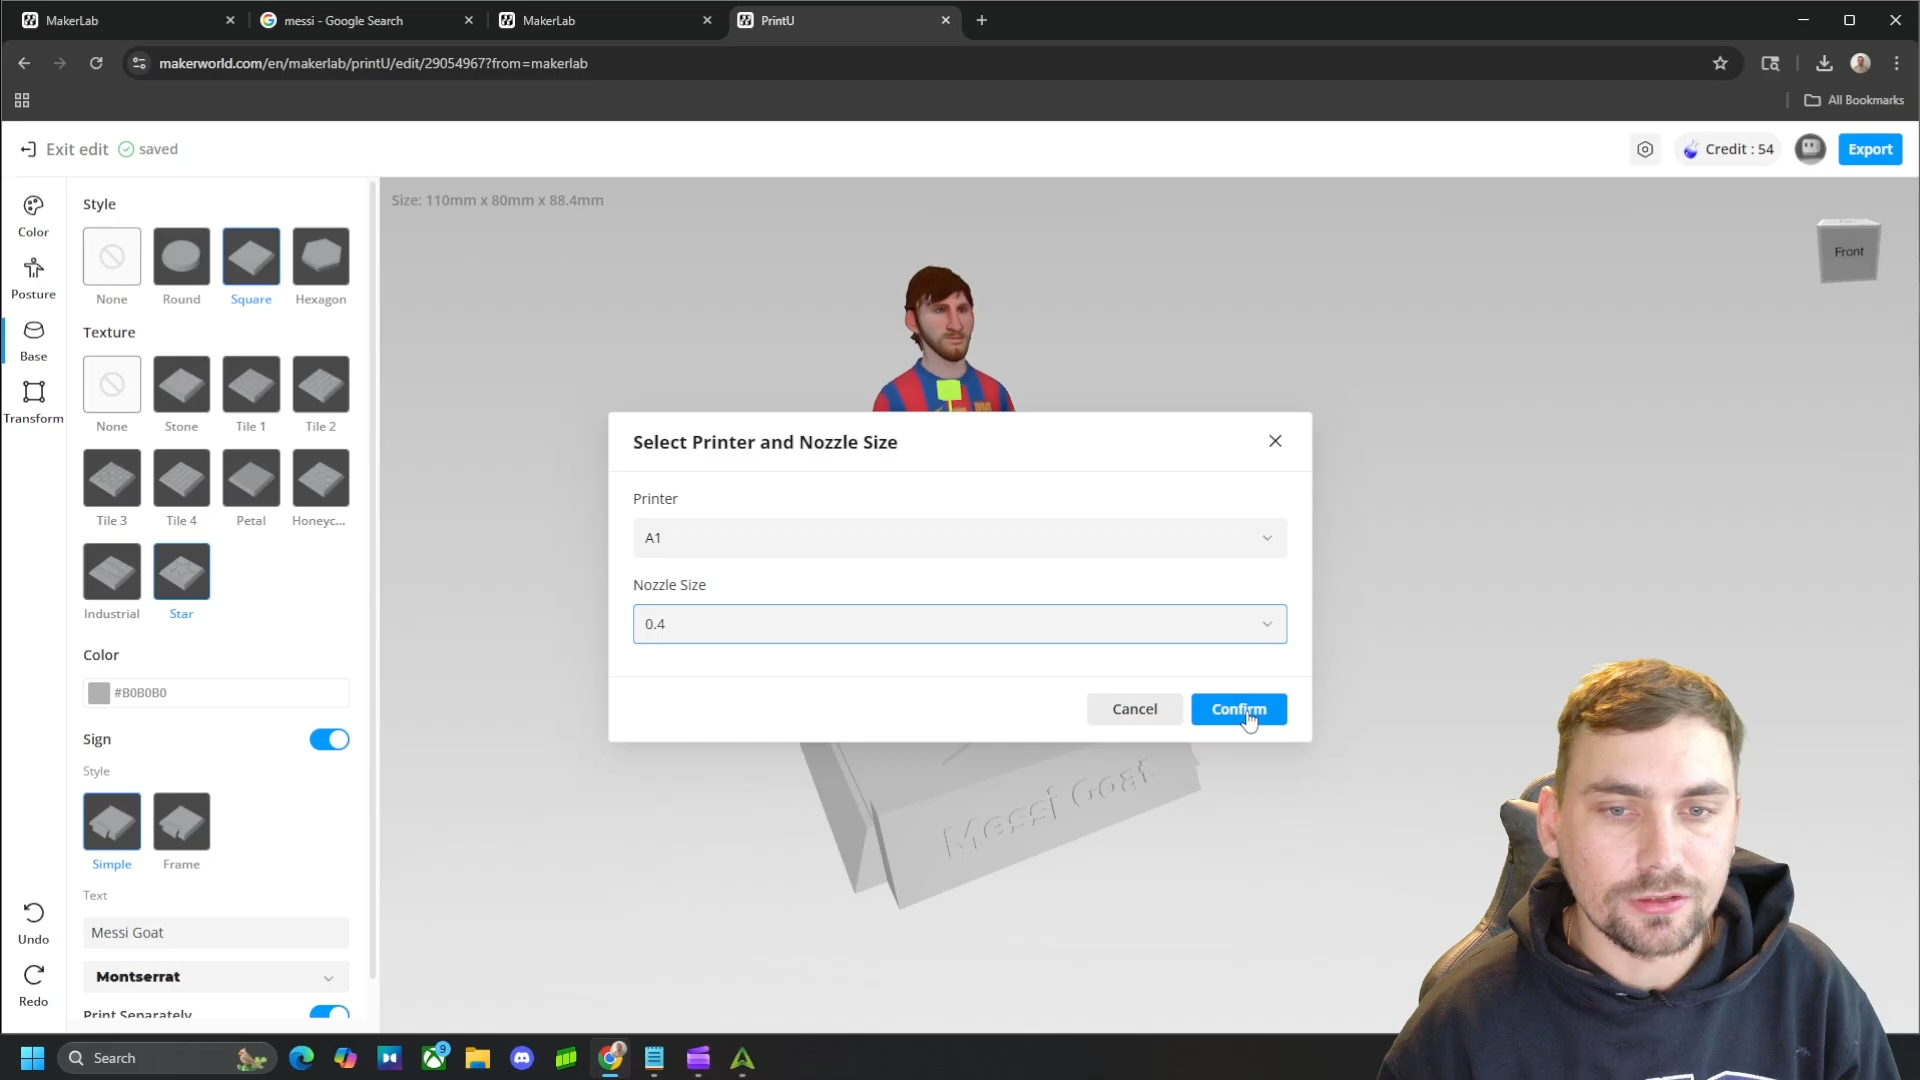 MakerLab
messi - Google Search
MakerLab
PrintU
makerworld.com/en/makerlab/printU/edit/29054967?from=makerlab
All Bookmarks
Exit edit
saved
Credit : 54
Export
Color
Posture
Base
Transform
Undo
Redo
Style
None
Round
Square
Hexagon
Texture
None
Stone
Tile 1
Tile 2
Tile 3
Tile 4
Petal
Honeyc...
Industrial
Star
Color
#B0B0B0
Sign
Style
Simple
Frame
Text
Messi Goat
Montserrat
Print Separately
Size: 110mm x 80mm x 88.4mm
Front
Select Printer and Nozzle Size
Printer
A1
Nozzle Size
0.4
Cancel
Confirm
Messi Goat
Search
9